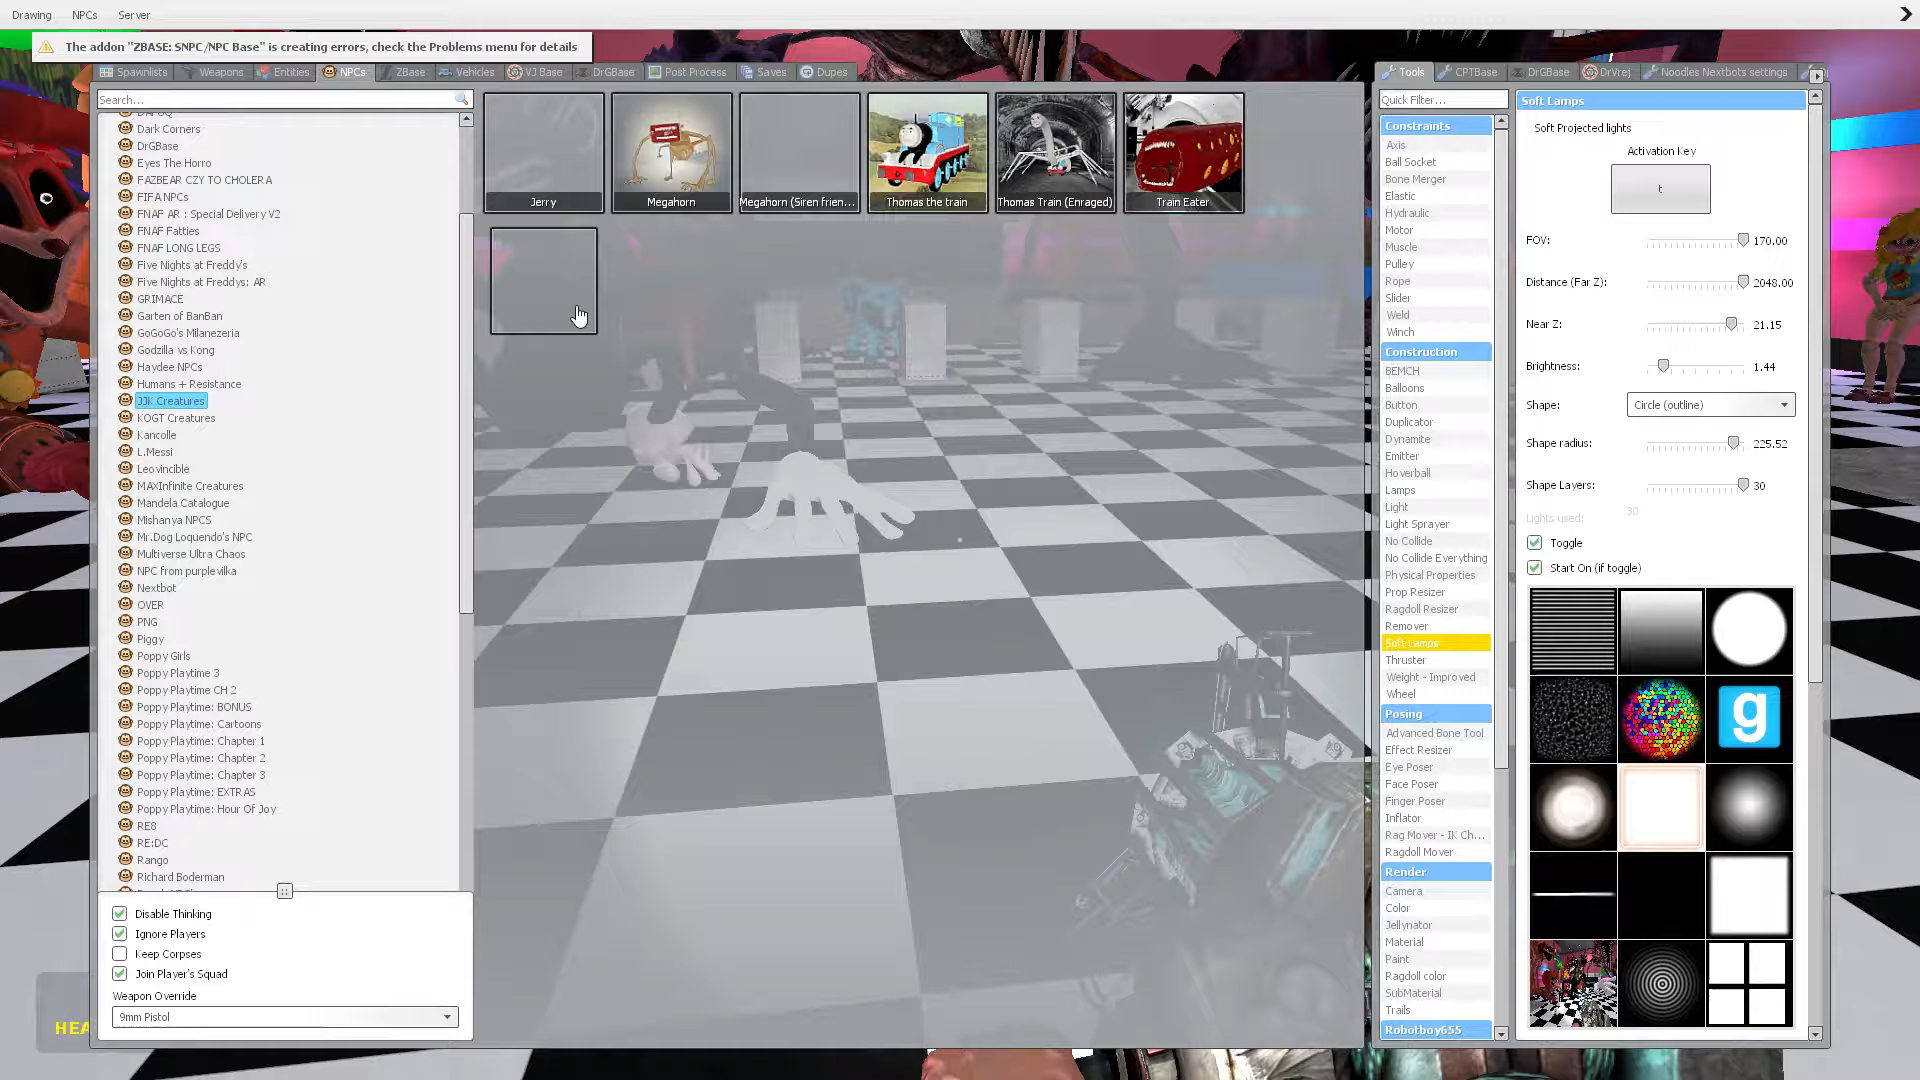 Drawing NPCs Server
The addon "ZBASE: SNPC/NPC Base" is creating errors, check the Problems menu for details
Spawnlists Weapons Entities NPCs ZBase Vehicles VJ Base DrGBase Post Process Saves Dupes
Search...
Dark Corners
DrGBase
Eyes The Horro
FAZBEAR CZY TO CHOLERA
FIFA NPCs
FNAF AR : Special Delivery V2
FNAF Fatties
FNAF LONG LEGS
Five Nights at Freddy's
Five Nights at Freddys: AR
GRIMACE
Garten of BanBan
GoGoGo's Milanezeria
Godzilla vs Kong
Haydee NPCs
Humans + Resistance
JJK Creatures
KOGT Creatures
Kancolle
L.Messi
Leovincible
MAXInfinite Creatures
Mandela Catalogue
Mishanya NPCS
Mr.Dog Loquendo's NPC
Multiverse Ultra Chaos
NPC from purplevilka
Nextbot
OVER
PNG
Piggy
Poppy Girls
Poppy Playtime 3
Poppy Playtime CH 2
Poppy Playtime: BONUS
Poppy Playtime: Cartoons
Poppy Playtime: Chapter 1
Poppy Playtime: Chapter 2
Poppy Playtime: Chapter 3
Poppy Playtime: EXTRAS
Poppy Playtime: Hour Of Joy
RE8
RE:DC
Rango
Richard Boderman
Disable Thinking
Ignore Players
Keep Corpses
Join Player's Squad
Weapon Override
9mm Pistol
HEA
Jerry
Megahorn
Megahorn (Siren frien...
Thomas the train
Thomas Train (Enraged)
Train Eater
Tools CPTBase DrGBase DrVrej Noodles Nextbots settings
Quick Filter...
Constraints
Axis
Ball Socket
Bone Merger
Elastic
Hydraulic
Motor
Muscle
Pulley
Rope
Slider
Weld
Winch
Construction
BEMCH
Balloons
Button
Duplicator
Dynamite
Emitter
Hoverball
Lamps
Light
Light Sprayer
No Collide
No Collide Everything
Physical Properties
Prop Resizer
Ragdoll Resizer
Remover
Soft Lamps
Thruster
Weight - Improved
Wheel
Posing
Advanced Bone Tool
Effect Resizer
Eye Poser
Face Poser
Finger Poser
Inflator
Rag Mover - IK Ch...
Ragdoll Mover
Render
Camera
Color
Jellynator
Material
Paint
Ragdoll color
SubMaterial
Trails
Robotboy655
Soft Lamps
Soft Projected lights
Activation Key
t
FOV: 170.00
Distance (Far Z): 2048.00
Near Z: 21.15
Brightness: 1.44
Shape: Circle (outline)
Shape radius: 225.52
Shape Layers: 30
Lights used: 30
Toggle
Start On (if toggle)
g